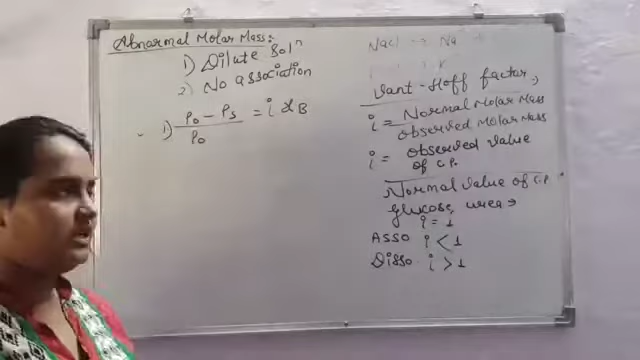 Abnormal Molar Mass:
1) Dilute Solⁿ
2) No association
1) P₀ - Ps / P₀ = i xB
NaCl → Na
Vant-Hoff factor,
i = Normal Molar Mass / observed Molar Mass
i = observed value of C.P. / Normal value of C.P.
glucose, urea →
i = 1
Asso i < 1
Disso. i > 1